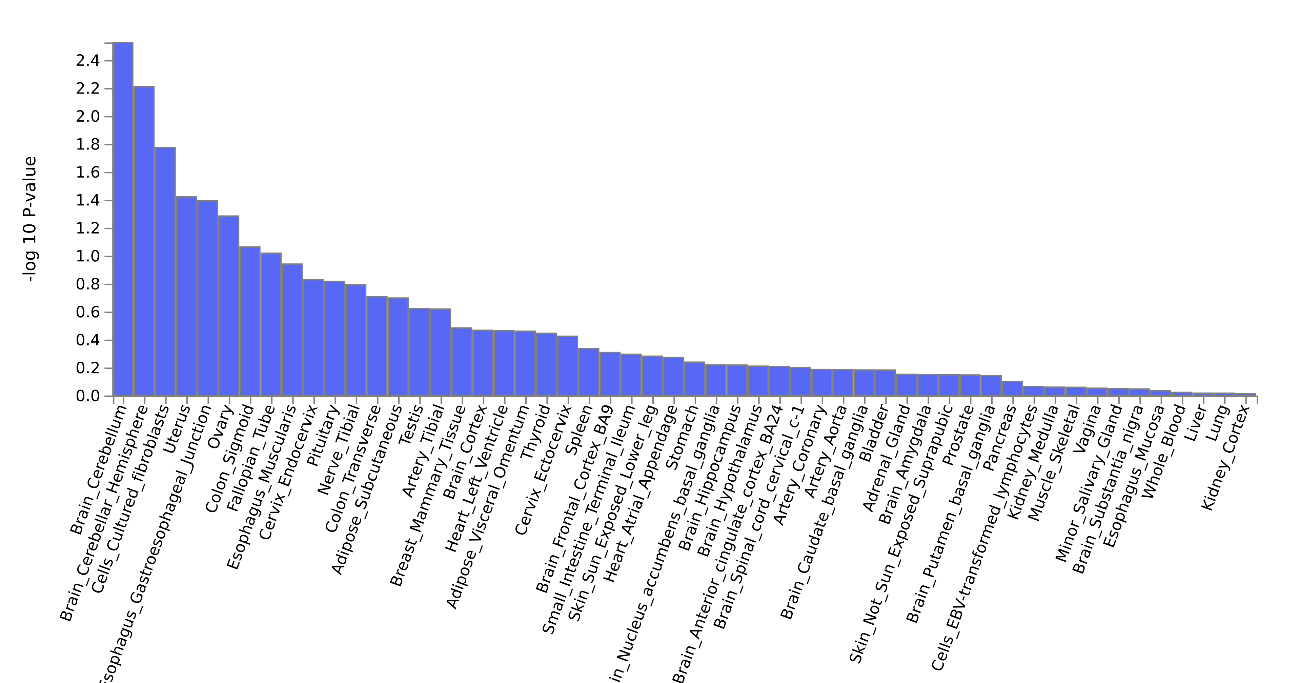 -log 10 P-value
2.4
2.2
2.0
1.8
1.6
1.4
1.2
1.0
0.8
0.6
0.4
0.2
0.0
Brain_Cerebellum
Brain_Cerebellar_Hemisphere
Cells_Cultured_fibroblasts
Uterus
Esophagus_Gastroesophageal_Junction
Ovary
Colon_Sigmoid
Fallopian_Tube
Esophagus_Muscularis
Cervix_Endocervix
Pituitary
Nerve_Tibial
Colon_Transverse
Adipose_Subcutaneous
Testis
Artery_Tibial
Breast_Mammary_Tissue
Brain_Cortex
Heart_Left_Ventricle
Adipose_Visceral_Omentum
Thyroid
Cervix_Ectocervix
Spleen
Brain_Frontal_Cortex_BA9
Small_Intestine_Terminal_Ileum
Skin_Sun_Exposed_Lower_leg
Heart_Atrial_Appendage
Stomach
in_Nucleus_accumbens_basal_ganglia
Brain_Hippocampus
Brain_Hypothalamus
Brain_Anterior_cingulate_cortex_BA24
Brain_Spinal_cord_cervical_c-1
Artery_Coronary
Artery_Aorta
Brain_Caudate_basal_ganglia
Bladder
Adrenal_Gland
Brain_Amygdala
Skin_Not_Sun_Exposed_Suprapubic
Prostate
Brain_Putamen_basal_ganglia
Pancreas
Cells_EBV-transformed_lymphocytes
Kidney_Medulla
Muscle_Skeletal
Vagina
Minor_Salivary_Gland
Brain_Substantia_nigra
Esophagus_Mucosa
Whole_Blood
Liver
Lung
Kidney_Cortex